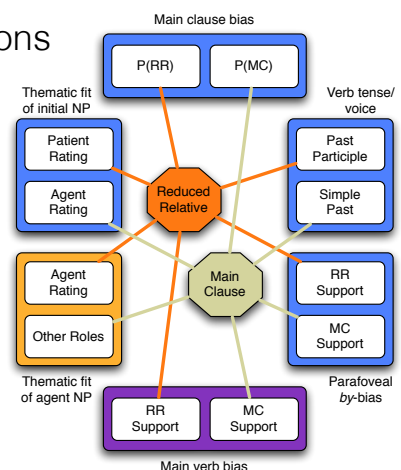 ons
Main clause bias
P(RR)
P(MC)
Thematic fit
of initial NP
Verb tense/
voice
Patient
Rating
Agent
Rating
Past
Participle
Simple
Past
Reduced
Relative
Main
Clause
Agent
Rating
Other Roles
RR
Support
MC
Support
Thematic fit
of agent NP
Parafoveal
by-bias
RR
Support
MC
Support
Main verb bias